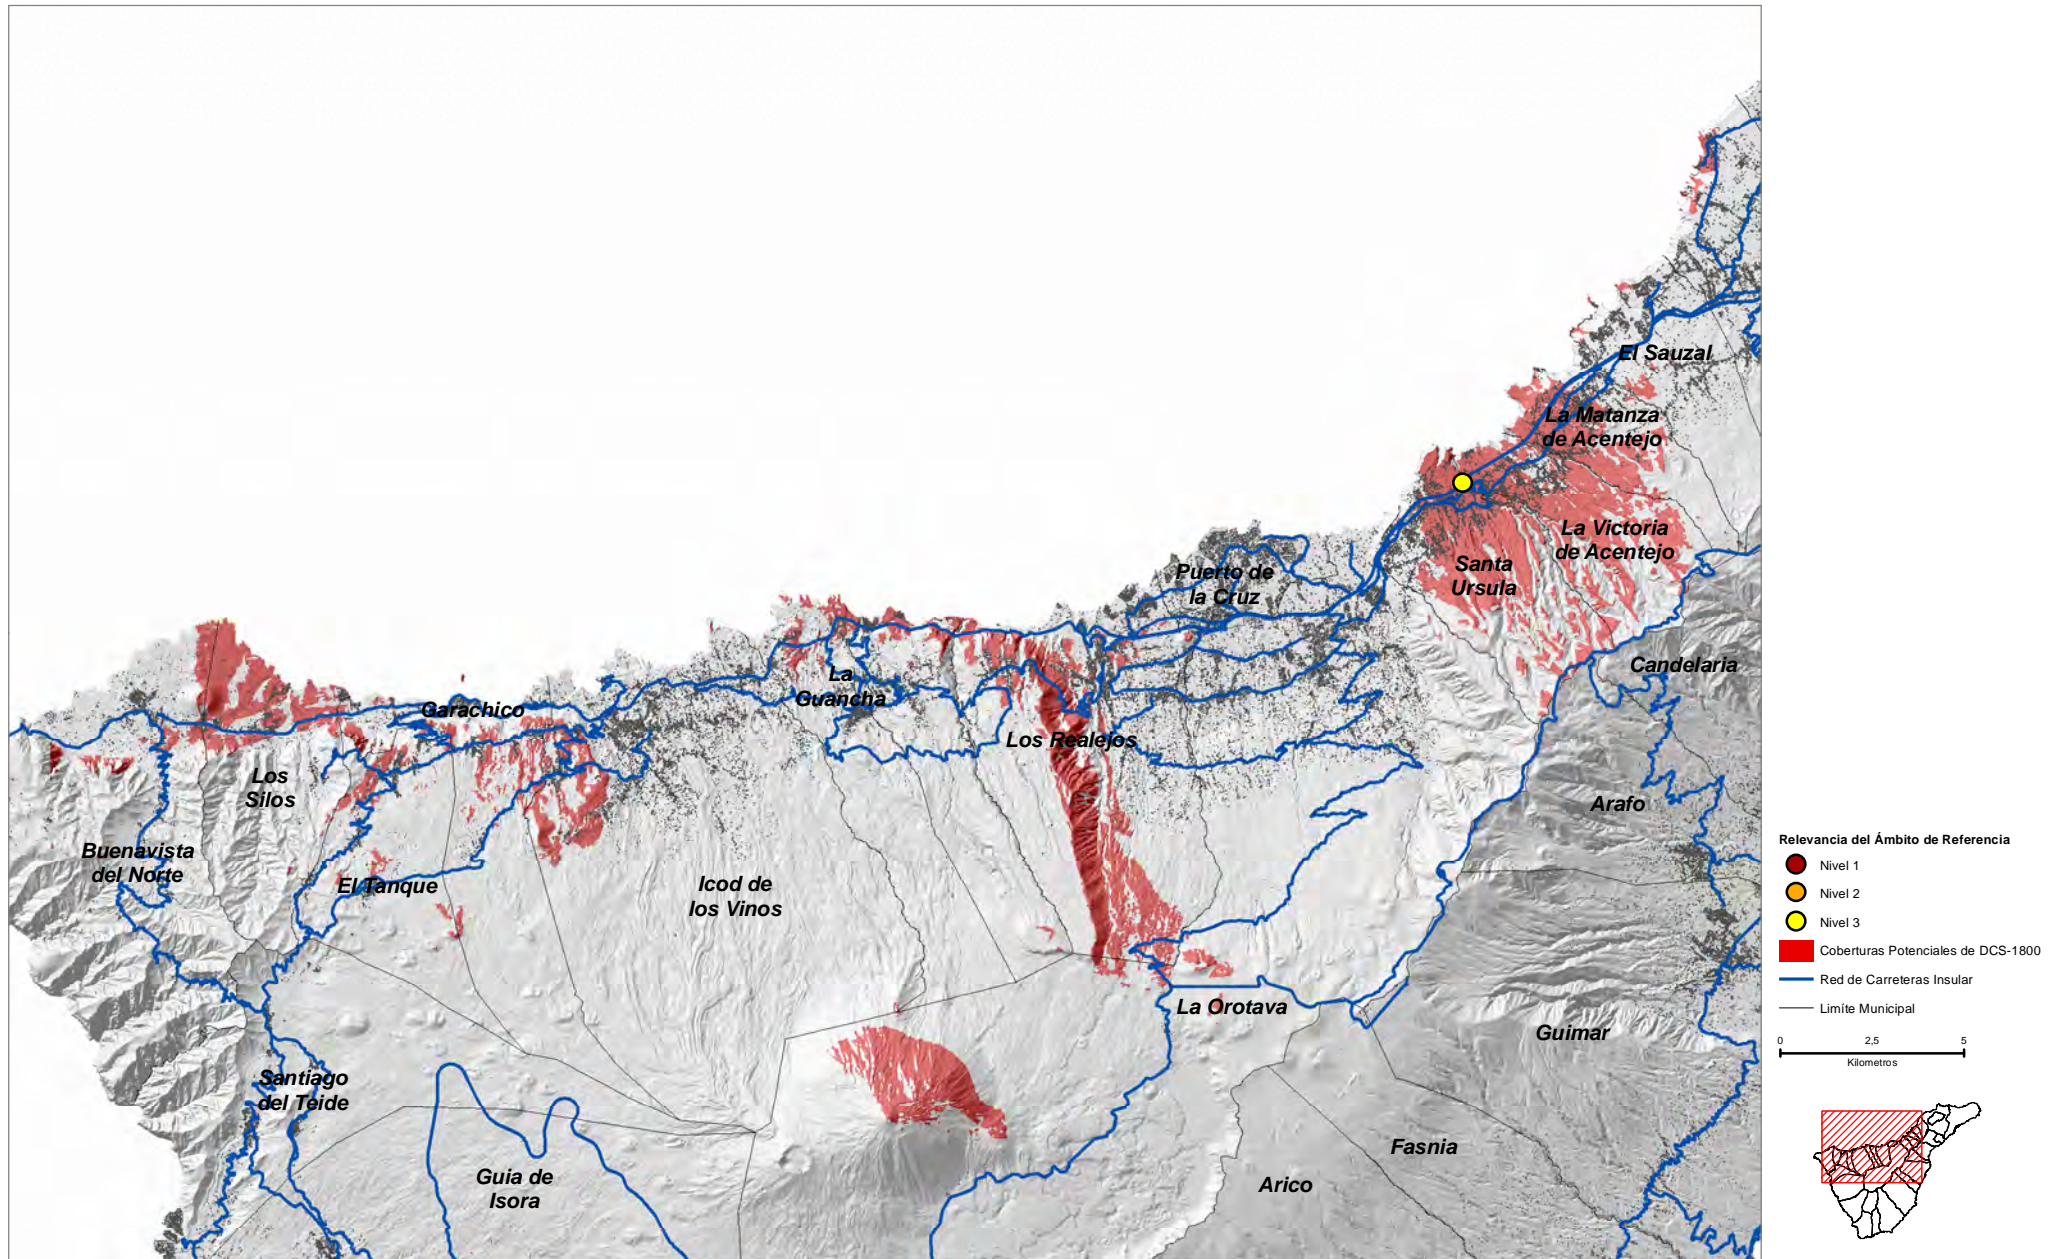 El Sauzal
La Matanza
de Acentejo
La Victoria
de Acentejo
Santa
Ursula
Puerto de
la Cruz
Candelaria
La
Guancha
Garachico
Los Realejos
Los
Silos
Arafo
Buenavista
del Norte
El Tanque
Icod de
los Vinos
La Orotava
Guimar
Santiago
del Teide
Fasnia
Guia de
Isora
Arico
Relevancia del Ámbito de Referencia
Nivel 1
Nivel 2
Nivel 3
Coberturas Potenciales de DCS-1800
Red de Carreteras Insular
Limíte Municipal
0 2,5 5
Kilometros